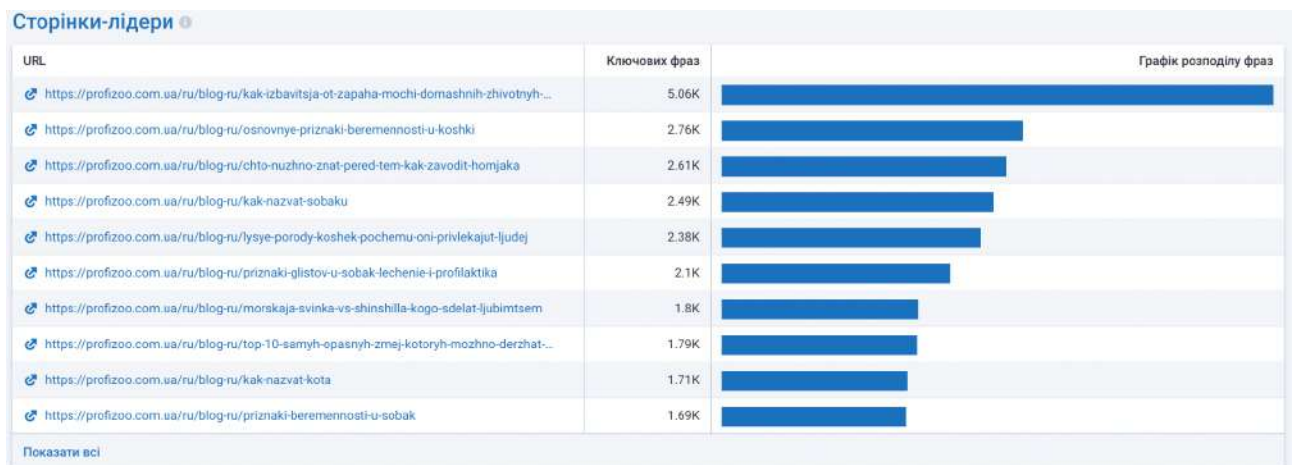 Сторінки-лідери
URL Ключових фраз Графік розподілу фраз
https://profizoo.com.ua/ru/blog-ru/kak-izbavitsja-ot-zapaha-mochi-domashnih-zhivotnyh-... 5.06K
https://profizoo.com.ua/ru/blog-ru/osnovnye-priznaki-beremennosti-u-koshki 2.76K
https://profizoo.com.ua/ru/blog-ru/chto-nuzhno-znat-pered-tem-kak-zavodit-homjaka 2.61K
https://profizoo.com.ua/ru/blog-ru/kak-nazvat-sobaku 2.49K
https://profizoo.com.ua/ru/blog-ru/lysye-porody-koshek-pochemu-oni-privlekajut-ljudej 2.38K
https://profizoo.com.ua/ru/blog-ru/priznaki-glistov-u-sobak-lechenie-i-profilaktika 2.1K
https://profizoo.com.ua/ru/blog-ru/morskaja-svinka-vs-shinshilla-kogo-sdelat-ljubimtsem 1.8K
https://profizoo.com.ua/ru/blog-ru/top-10-samyh-opasnyh-zmej-kotoryh-mozhno-derzhat-... 1.79K
https://profizoo.com.ua/ru/blog-ru/kak-nazvat-kota 1.71K
https://profizoo.com.ua/ru/blog-ru/priznaki-beremennosti-u-sobak 1.69K
Показати всі